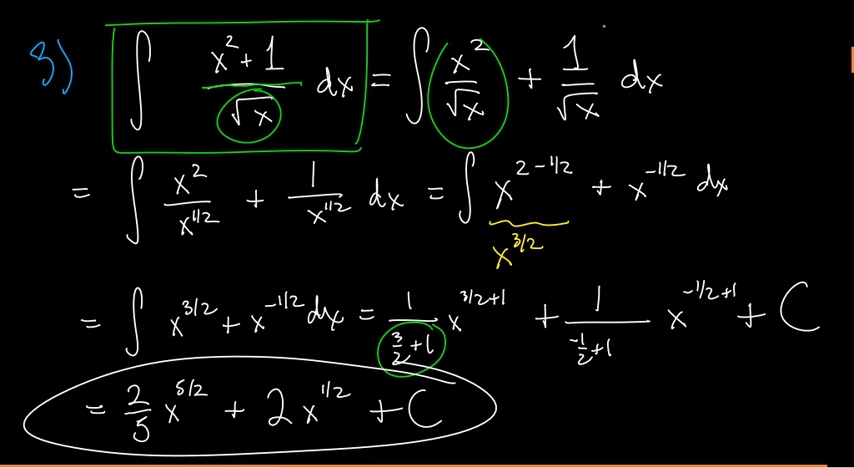 3) ∫ (x² + 1)/√x dx = ∫ x²/√x + 1/√x dx
= ∫ x²/x^(1/2) + 1/x^(1/2) dx = ∫ x^(2-1/2) + x^(-1/2) dx
x^(3/2)
= ∫ x^(3/2) + x^(-1/2) dx = 1/(3/2+1) x^(3/2+1) + 1/(-1/2+1) x^(-1/2+1) + C
= 2/5 x^(5/2) + 2x^(1/2) + C